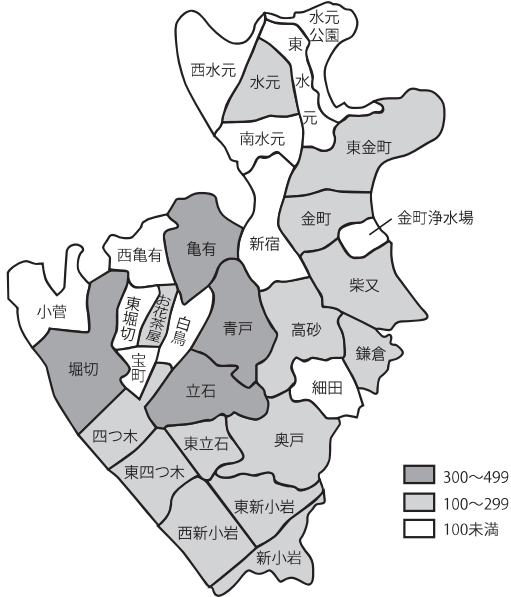 水元
公園
東水元
西水元
水元
南水元
東金町
金町
金町浄水場
新宿
亀有
西亀有
柴又
小菅
東堀切
お花茶屋
白鳥
青戸
高砂
鎌倉
堀切
宝町
立石
細田
四つ木
東立石
奥戸
東四つ木
東新小岩
西新小岩
新小岩
300〜499
100〜299
100未満